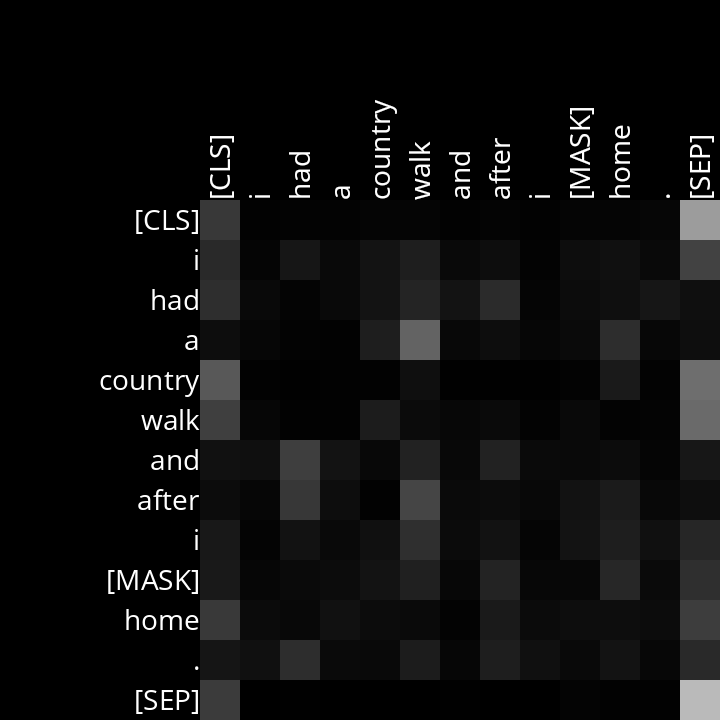 [CLS] i had a country walk and after i [MASK] home . [SEP]
[CLS]
i
had
a
country
walk
and
after
i
[MASK]
home
.
[SEP]